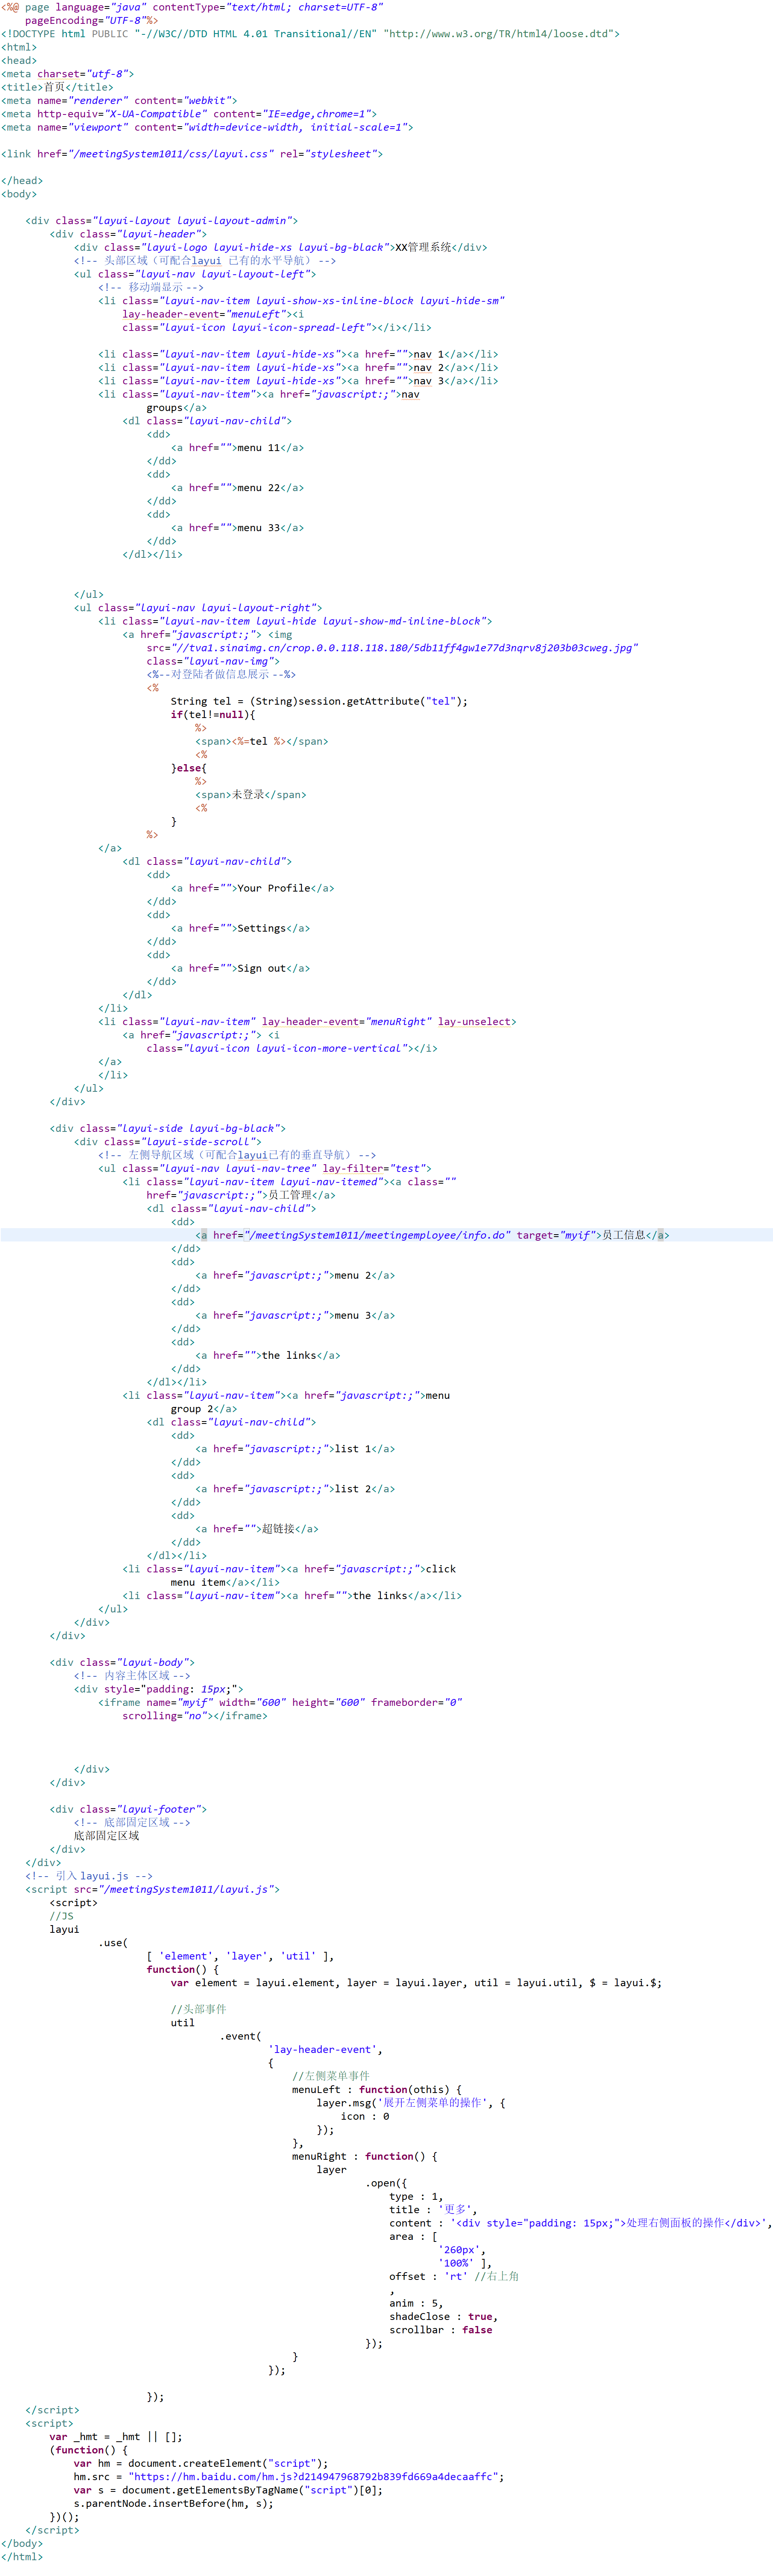 <%@ page language="java" contentType="text/html; charset=UTF-8"
    pageEncoding="UTF-8"%>
<!DOCTYPE html PUBLIC "-//W3C//DTD HTML 4.01 Transitional//EN" "http://www.w3.org/TR/html4/loose.dtd">
<html>
<head>
<meta charset="utf-8">
<title>首页</title>
<meta name="renderer" content="webkit">
<meta http-equiv="X-UA-Compatible" content="IE=edge,chrome=1">
<meta name="viewport" content="width=device-width, initial-scale=1">
<link href="/meetingSystem1011/css/layui.css" rel="stylesheet">
</head>
<body>
    <div class="layui-layout layui-layout-admin">
        <div class="layui-header">
            <div class="layui-logo layui-hide-xs layui-bg-black">XX管理系统</div>
            <!-- 头部区域（可配合layui 已有的水平导航） -->
            <ul class="layui-nav layui-layout-left">
                <!-- 移动端显示 -->
                <li class="layui-nav-item layui-show-xs-inline-block layui-hide-sm"
                    lay-header-event="menuLeft"><i
                    class="layui-icon layui-icon-spread-left"></i></li>
                <li class="layui-nav-item layui-hide-xs"><a href="">nav 1</a></li>
                <li class="layui-nav-item layui-hide-xs"><a href="">nav 2</a></li>
                <li class="layui-nav-item layui-hide-xs"><a href="">nav 3</a></li>
                <li class="layui-nav-item"><a href="javascript:;">nav
                        groups</a>
                    <dl class="layui-nav-child">
                        <dd>
                            <a href="">menu 11</a>
                        </dd>
                        <dd>
                            <a href="">menu 22</a>
                        </dd>
                        <dd>
                            <a href="">menu 33</a>
                        </dd>
                    </dl></li>
            </ul>
            <ul class="layui-nav layui-layout-right">
                <li class="layui-nav-item layui-hide layui-show-md-inline-block">
                    <a href="javascript:;"> <img
                        src="//tva1.sinaimg.cn/crop.0.0.118.118.180/5db11ff4gw1e77d3nqrv8j203b03cweg.jpg"
                        class="layui-nav-img">
                        <%--对登陆者做信息展示 --%>
                        <%
                            String tel = (String)session.getAttribute("tel");
                            if(tel!=null){
                                %>
                                <span><%=tel %></span>
                                <%
                            }else{
                                %>
                                <span>未登录</span>
                                <%
                            }
                        %>
                </a>
                    <dl class="layui-nav-child">
                        <dd>
                            <a href="">Your Profile</a>
                        </dd>
                        <dd>
                            <a href="">Settings</a>
                        </dd>
                        <dd>
                            <a href="">Sign out</a>
                        </dd>
                    </dl>
                </li>
                <li class="layui-nav-item" lay-header-event="menuRight" lay-unselect>
                    <a href="javascript:;"> <i
                        class="layui-icon layui-icon-more-vertical"></i>
                </a>
                </li>
            </ul>
        </div>
        <div class="layui-side layui-bg-black">
            <div class="layui-side-scroll">
                <!-- 左侧导航区域（可配合layui已有的垂直导航） -->
                <ul class="layui-nav layui-nav-tree" lay-filter="test">
                    <li class="layui-nav-item layui-nav-itemed"><a class=""
                        href="javascript:;">员工管理</a>
                        <dl class="layui-nav-child">
                            <dd>
                                <a href="/meetingSystem1011/meetingemployee/info.do" target="myif">员工信息</a>
                            </dd>
                            <dd>
                                <a href="javascript:;">menu 2</a>
                            </dd>
                            <dd>
                                <a href="javascript:;">menu 3</a>
                            </dd>
                            <dd>
                                <a href="">the links</a>
                            </dd>
                        </dl></li>
                    <li class="layui-nav-item"><a href="javascript:;">menu
                            group 2</a>
                        <dl class="layui-nav-child">
                            <dd>
                                <a href="javascript:;">list 1</a>
                            </dd>
                            <dd>
                                <a href="javascript:;">list 2</a>
                            </dd>
                            <dd>
                                <a href="">超链接</a>
                            </dd>
                        </dl></li>
                    <li class="layui-nav-item"><a href="javascript:;">click
                            menu item</a></li>
                    <li class="layui-nav-item"><a href="">the links</a></li>
                </ul>
            </div>
        </div>
        <div class="layui-body">
            <!-- 内容主体区域 -->
            <div style="padding: 15px;">
                <iframe name="myif" width="600" height="600" frameborder="0"
                    scrolling="no"></iframe>
            </div>
        </div>
        <div class="layui-footer">
            <!-- 底部固定区域 -->
            底部固定区域
        </div>
    </div>
    <!-- 引入 layui.js -->
    <script src="/meetingSystem1011/layui.js">
        <script>
        //JS
        layui
                .use(
                        [ 'element', 'layer', 'util' ],
                        function() {
                            var element = layui.element, layer = layui.layer, util = layui.util, $ = layui.$;
                            //头部事件
                            util
                                    .event(
                                            'lay-header-event',
                                            {
                                                //左侧菜单事件
                                                menuLeft : function(othis) {
                                                    layer.msg('展开左侧菜单的操作', {
                                                        icon : 0
                                                    });
                                                },
                                                menuRight : function() {
                                                    layer
                                                            .open({
                                                                type : 1,
                                                                title : '更多',
                                                                content : '<div style="padding: 15px;">处理右侧面板的操作</div>',
                                                                area : [
                                                                        '260px',
                                                                        '100%' ],
                                                                offset : 'rt' //右上角
                                                                ,
                                                                anim : 5,
                                                                shadeClose : true,
                                                                scrollbar : false
                                                            });
                                                }
                                            });
                        });
    </script>
    <script>
        var _hmt = _hmt || [];
        (function() {
            var hm = document.createElement("script");
            hm.src = "https://hm.baidu.com/hm.js?d214947968792b839fd669a4decaaffc";
            var s = document.getElementsByTagName("script")[0];
            s.parentNode.insertBefore(hm, s);
        })();
    </script>
</body>
</html>